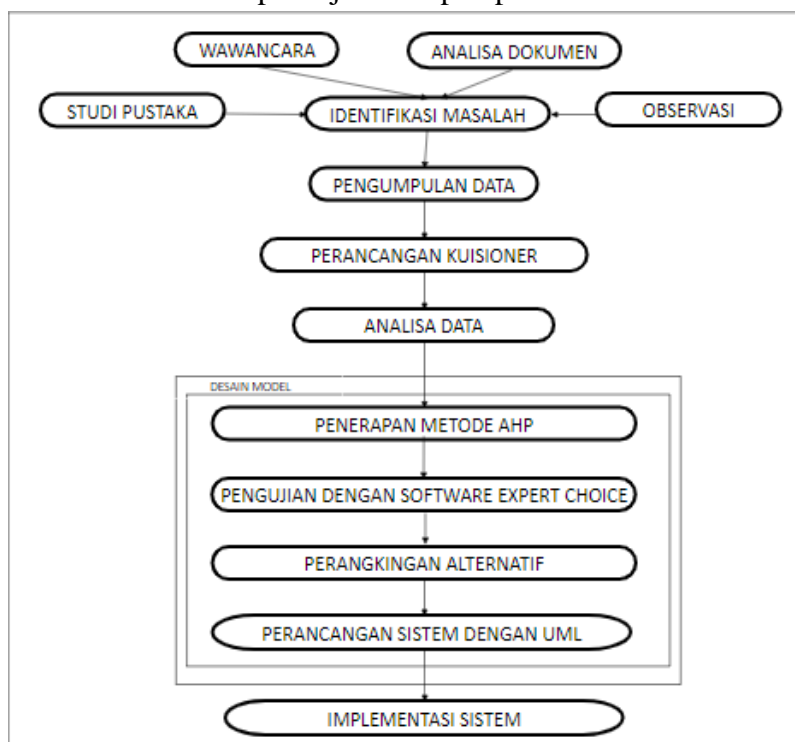 WAWANCARA
ANALISA DOKUMEN
STUDI PUSTAKA
IDENTIFIKASI MASALAH
OBSERVASI
PENGUMPULAN DATA
PERANCANGAN KUISIONER
ANALISA DATA
DESAIN MODEL
PENERAPAN METODE AHP
PENGUJIAN DENGAN SOFTWARE EXPERT CHOICE
PERANGKINGAN ALTERNATIF
PERANCANGAN SISTEM DENGAN UML
IMPLEMENTASI SISTEM